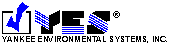 YES®
YANKEE ENVIRONMENTAL SYSTEMS, INC.